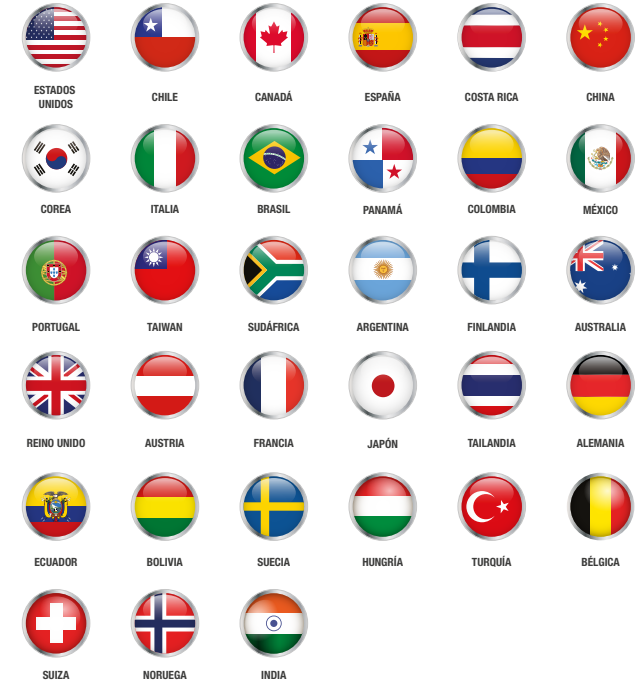 ESTADOS
UNIDOS
CHILE
CANADÁ
ESPAÑA
COSTA RICA
CHINA
COREA
ITALIA
BRASIL
PANAMÁ
COLOMBIA
MÉXICO
PORTUGAL
TAIWAN
SUDÁFRICA
ARGENTINA
FINLANDIA
AUSTRALIA
REINO UNIDO
AUSTRIA
FRANCIA
JAPÓN
TAILANDIA
ALEMANIA
ECUADOR
BOLIVIA
SUECIA
HUNGRÍA
TURQUÍA
BÉLGICA
SUIZA
NORUEGA
INDIA